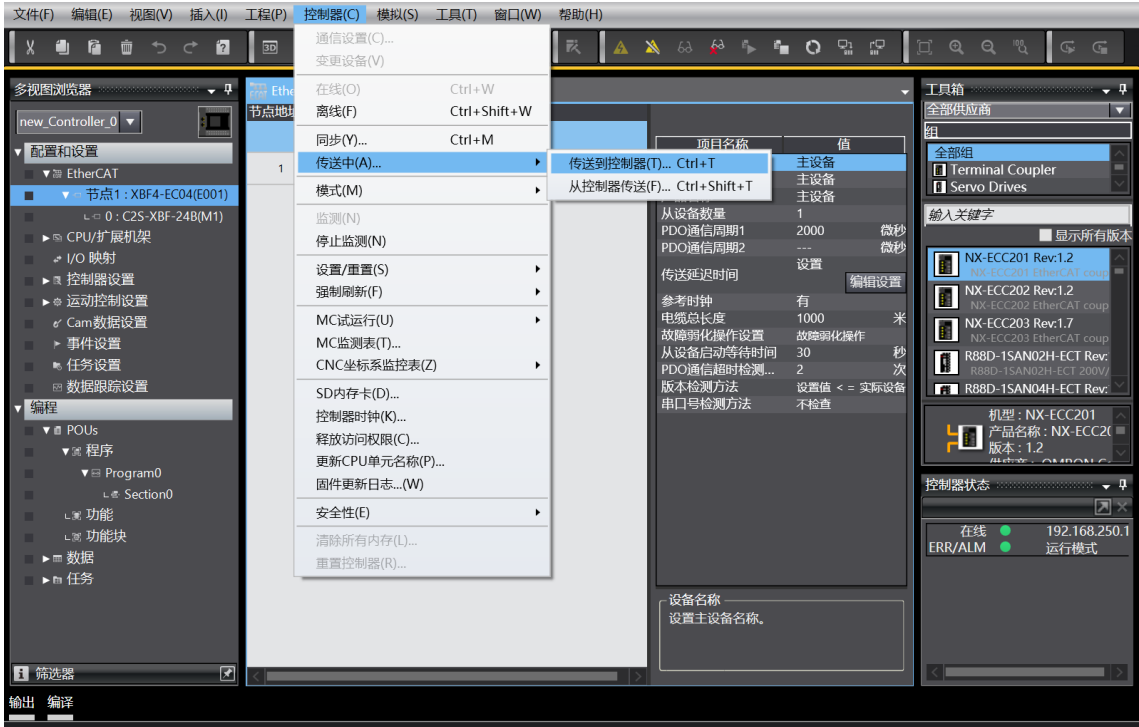 文件(F) 编辑(E) 视图(V) 插入(I) 工程(P) 控制器(C) 模拟(S) 工具(T) 窗口(W) 帮助(H)
多视图浏览器
new_Controller_0
配置和设置
EtherCAT
节点1 : XBF4-EC04(E001)
0 : C2S-XBF-24B(M1)
CPU/扩展机架
I/O 映射
控制器设置
运动控制设置
Cam数据设置
事件设置
任务设置
数据跟踪设置
编程
POUs
程序
Program0
Section0
功能
功能块
数据
任务
筛选器
输出 编译
节点地址
1
通信设置(C)...
变更设备(V)
在线(O) Ctrl+W
离线(F) Ctrl+Shift+W
同步(Y)... Ctrl+M
传送中(A)...
模式(M)
监测(N)
停止监测(N)
设置/重置(S)
强制刷新(F)
MC试运行(U)
MC监测表(T)...
CNC坐标系监控表(Z)
SD内存卡(D)...
控制器时钟(K)...
释放访问权限(C)...
更新CPU单元名称(P)...
固件更新日志...(W)
安全性(E)
清除所有内存(L)...
重置控制器(R)...
传送到控制器(T)... Ctrl+T
从控制器传送(F)... Ctrl+Shift+T
项目名称 值
主设备
主设备
主设备
从设备数量 1
PDO通信周期1 2000 微秒
PDO通信周期2 --- 微秒
传送延迟时间 设置
编辑设置
参考时钟 有
电缆总长度 1000 米
故障弱化操作设置 故障弱化操作
从设备启动等待时间 30 秒
PDO通信超时检测... 2 次
版本检测方法 设置值 < = 实际设备
串口号检测方法 不检查
设备名称
设置主设备名称。
工具箱
全部供应商
组
全部组
Terminal Coupler
Servo Drives
输入关键字
显示所有版本
NX-ECC201 Rev:1.2
NX-ECC201 EtherCAT coup
NX-ECC202 Rev:1.2
NX-ECC202 EtherCAT coup
NX-ECC203 Rev:1.7
NX-ECC203 EtherCAT coup
R88D-1SAN02H-ECT Rev:
R88D-1SAN02H-ECT 200V/
R88D-1SAN04H-ECT Rev:
机型 : NX-ECC201
产品名称 : NX-ECC20
版本 : 1.2
控制器状态
在线 192.168.250.1
ERR/ALM 运行模式